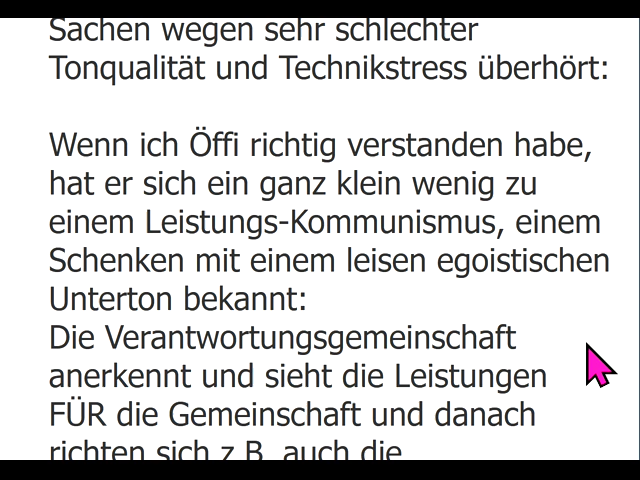 Sachen wegen sehr schlechter
Tonqualität und Technikstress überhört:
Wenn ich Öffi richtig verstanden habe,
hat er sich ein ganz klein wenig zu
einem Leistungs-Kommunismus, einem
Schenken mit einem leisen egoistischen
Unterton bekannt:
Die Verantwortungsgemeinschaft
anerkennt und sieht die Leistungen
FÜR die Gemeinschaft und danach
richten sich z.B. auch die